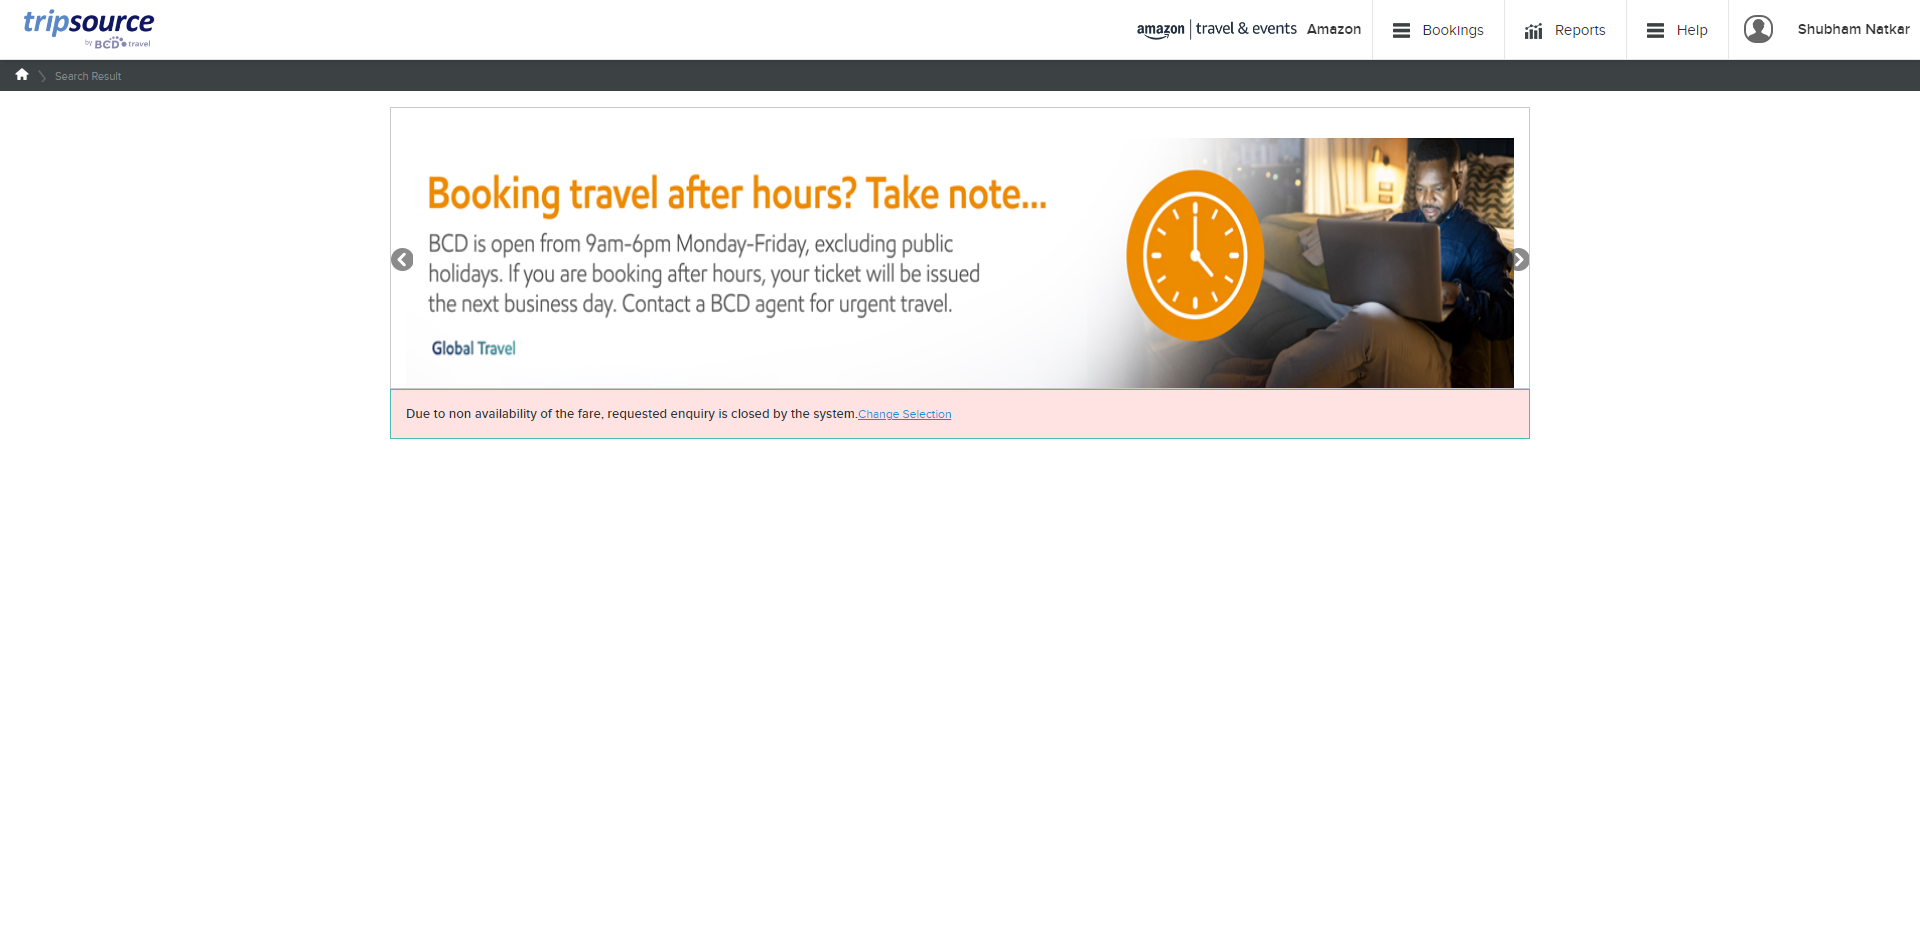 tripsource
by BCD travel
amazon | travel & events Amazon
Bookings
Reports
Help
Shubham Natkar
Search Result
Booking travel after hours? Take note...
BCD is open from 9am-6pm Monday-Friday, excluding public
holidays. If you are booking after hours, your ticket will be issued
the next business day. Contact a BCD agent for urgent travel.
Global Travel
Due to non availability of the fare, requested enquiry is closed by the system.Change Selection